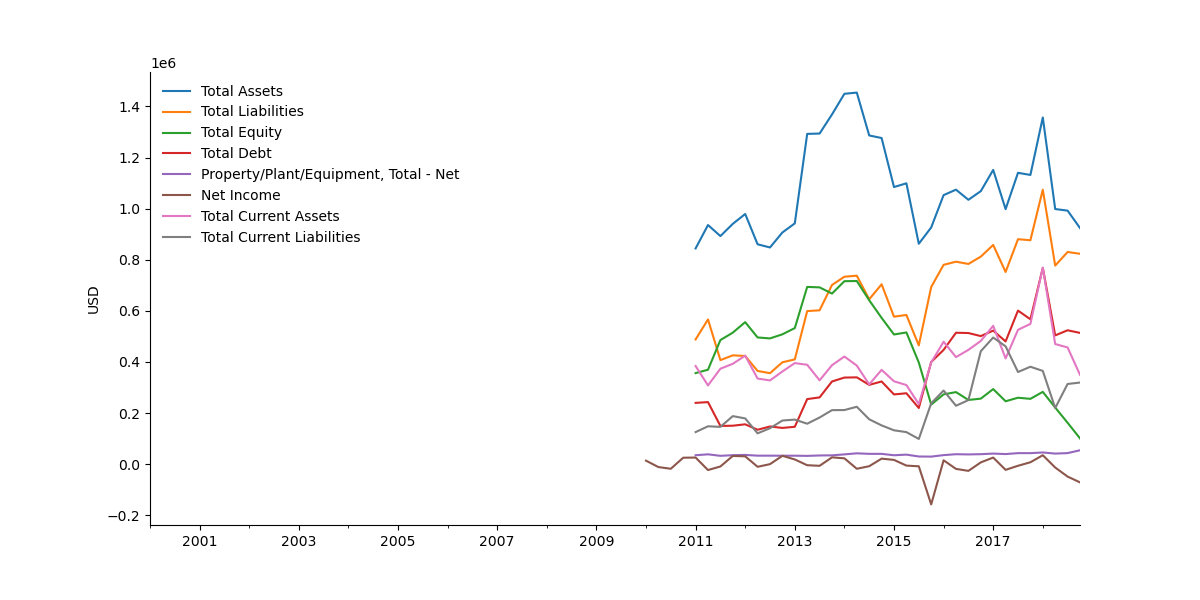 1e6
Total Assets
Total Liabilities
Total Equity
Total Debt
Property/Plant/Equipment, Total - Net
Net Income
Total Current Assets
Total Current Liabilities
1.4
1.2
1.0
0.8
0.6
0.4
0.2
0.0
−0.2
USD
2001 2003 2005 2007 2009 2011 2013 2015 2017